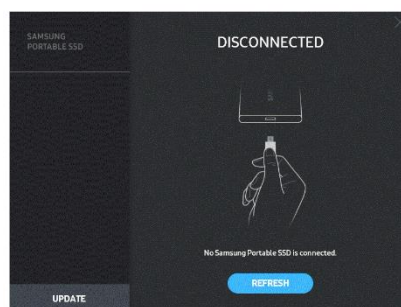 SAMSUNG
PORTABLE SSD
DISCONNECTED
No Samsung Portable SSD is connected.
REFRESH
UPDATE